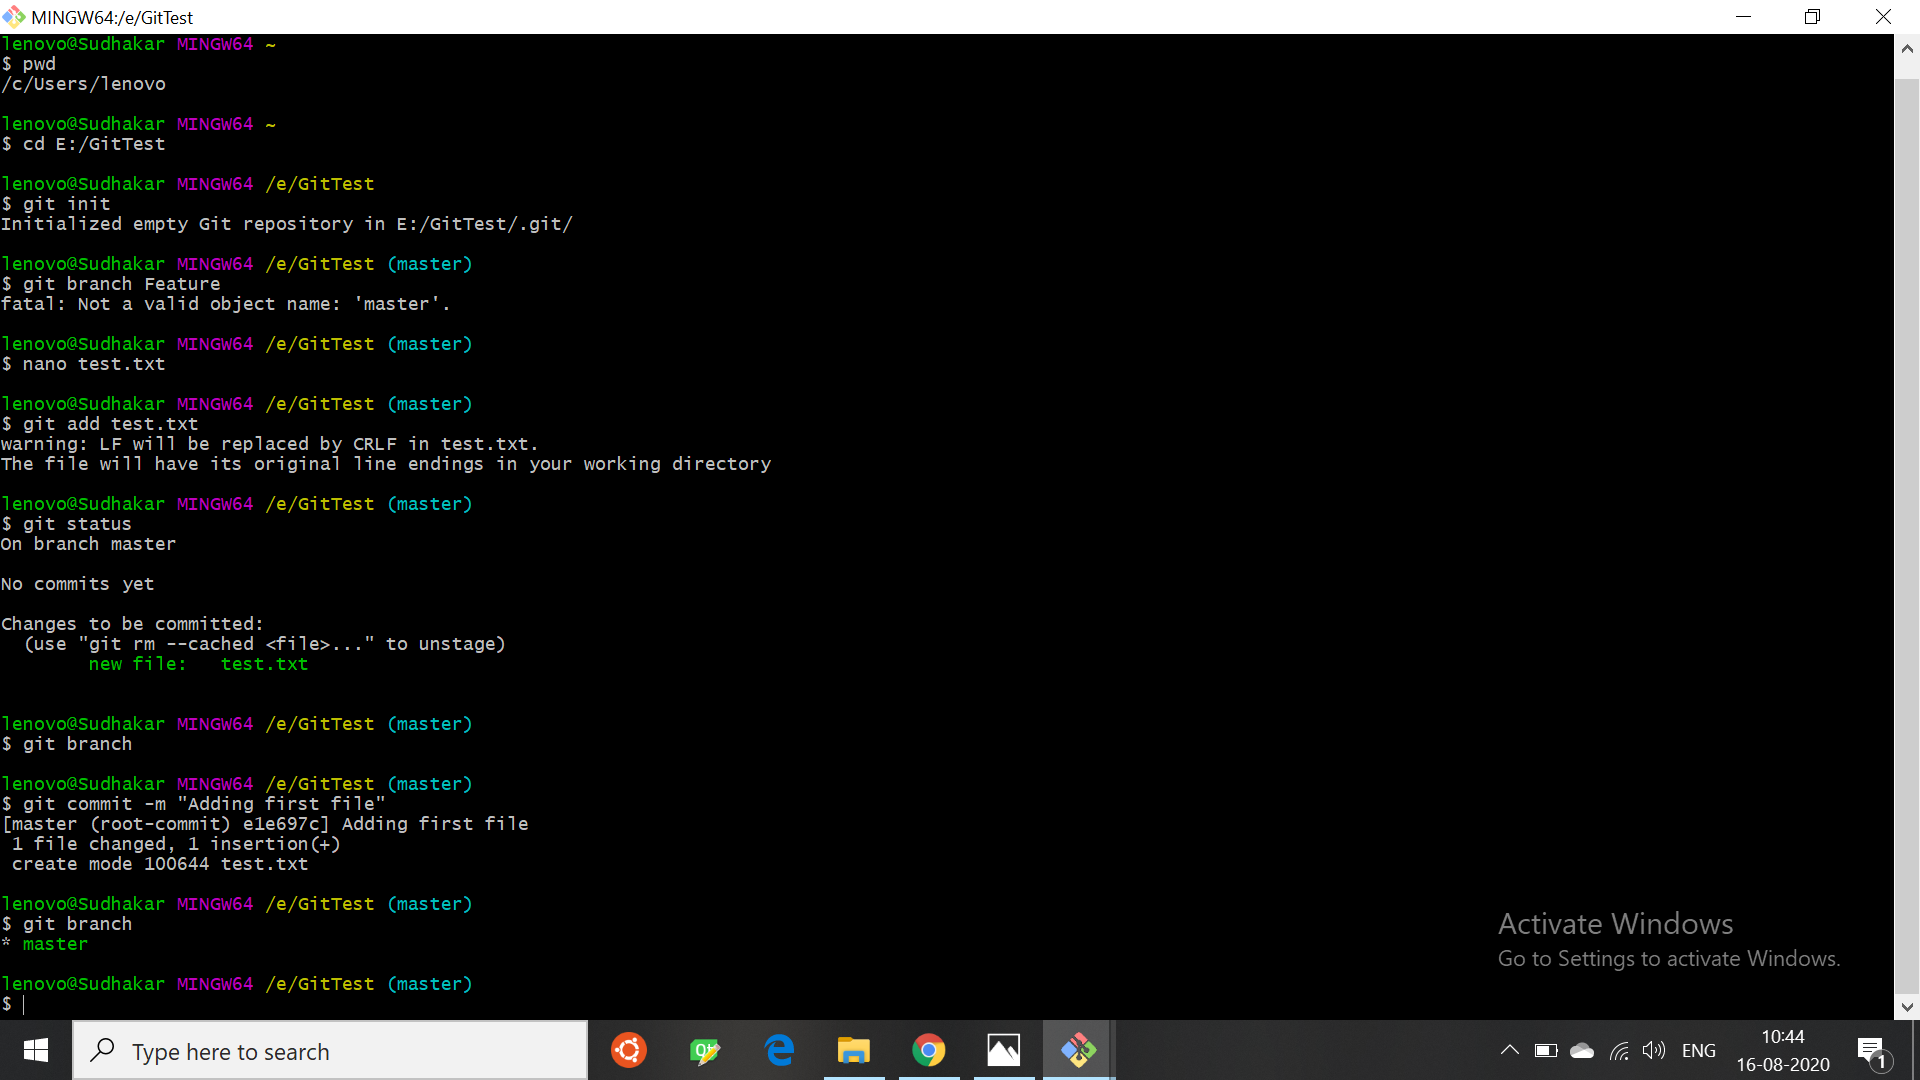 MINGW64:/e/GitTest
lenovo@Sudhakar MINGW64 ~
$ pwd
/c/Users/lenovo
lenovo@Sudhakar MINGW64 ~
$ cd E:/GitTest
lenovo@Sudhakar MINGW64 /e/GitTest
$ git init
Initialized empty Git repository in E:/GitTest/.git/
lenovo@Sudhakar MINGW64 /e/GitTest (master)
$ git branch Feature
fatal: Not a valid object name: 'master'.
lenovo@Sudhakar MINGW64 /e/GitTest (master)
$ nano test.txt
lenovo@Sudhakar MINGW64 /e/GitTest (master)
$ git add test.txt
warning: LF will be replaced by CRLF in test.txt.
The file will have its original line endings in your working directory
lenovo@Sudhakar MINGW64 /e/GitTest (master)
$ git status
On branch master
No commits yet
Changes to be committed:
  (use "git rm --cached <file>..." to unstage)
        new file:   test.txt
lenovo@Sudhakar MINGW64 /e/GitTest (master)
$ git branch
lenovo@Sudhakar MINGW64 /e/GitTest (master)
$ git commit -m "Adding first file"
[master (root-commit) e1e697c] Adding first file
 1 file changed, 1 insertion(+)
 create mode 100644 test.txt
lenovo@Sudhakar MINGW64 /e/GitTest (master)
$ git branch
* master
lenovo@Sudhakar MINGW64 /e/GitTest (master)
$
Activate Windows
Go to Settings to activate Windows.
Type here to search
Qt
ENG
10:44
16-08-2020
1